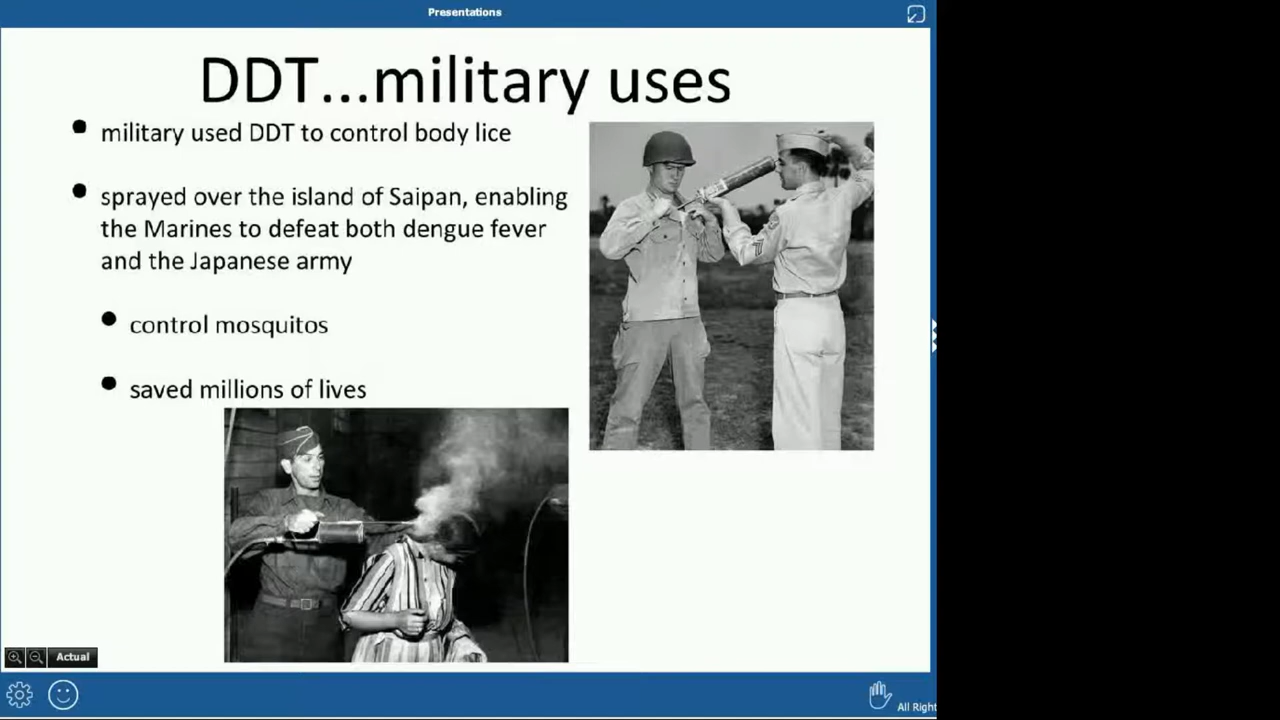 Presentations
DDT...military uses
• military used DDT to control body lice
• sprayed over the island of Saipan, enabling
the Marines to defeat both dengue fever
and the Japanese army
• control mosquitos
• saved millions of lives
Actual
All Right